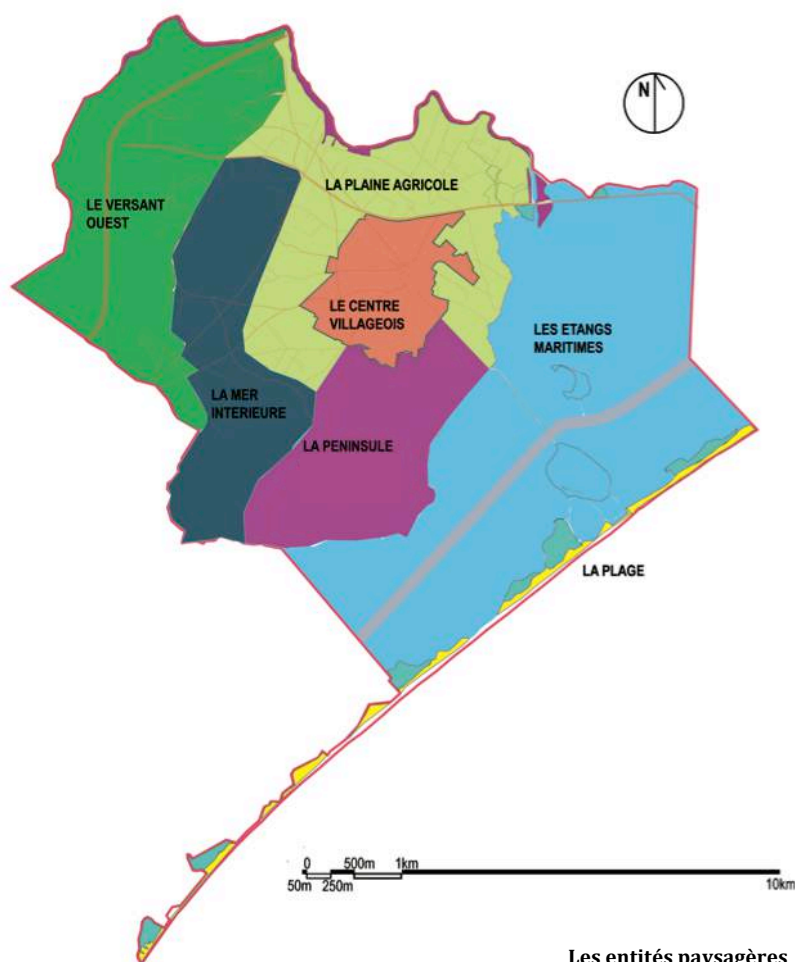 N
LA PLAINE AGRICOLE
LE VERSANT
OUEST
LE CENTRE
VILLAGEOIS
LES ETANGS
MARITIMES
LA MER
INTERIEURE
LA PENINSULE
LA PLAGE
0 500m 1km
50m 250m 10km
Les entités paysagères